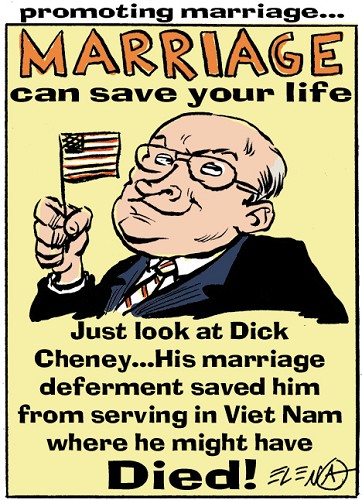 promoting marriage...
MARRIAGE
can save your life
Just look at Dick
Cheney...His marriage
deferment saved him
from serving in Viet Nam
where he might have
Died!
ELENA